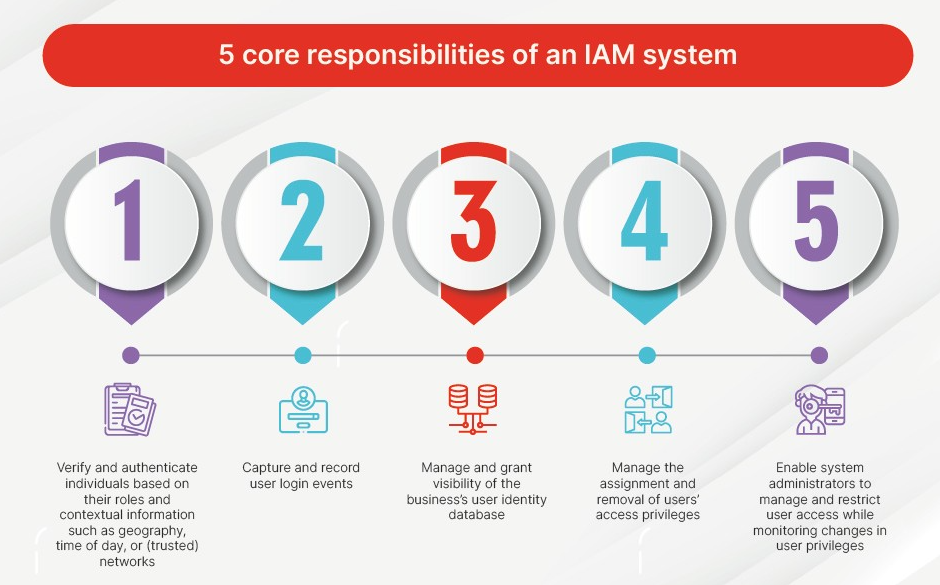 5 core responsibilities of an IAM system
1
2
3
4
5
Verify and authenticate
individuals based on
their roles and
contextual information
such as geography,
time of day, or (trusted)
networks
Capture and record
user login events
Manage and grant
visibility of the
business's user identity
database
Manage the
assignment and
removal of users'
access privileges
Enable system
administrators to
manage and restrict
user access while
monitoring changes in
user privileges